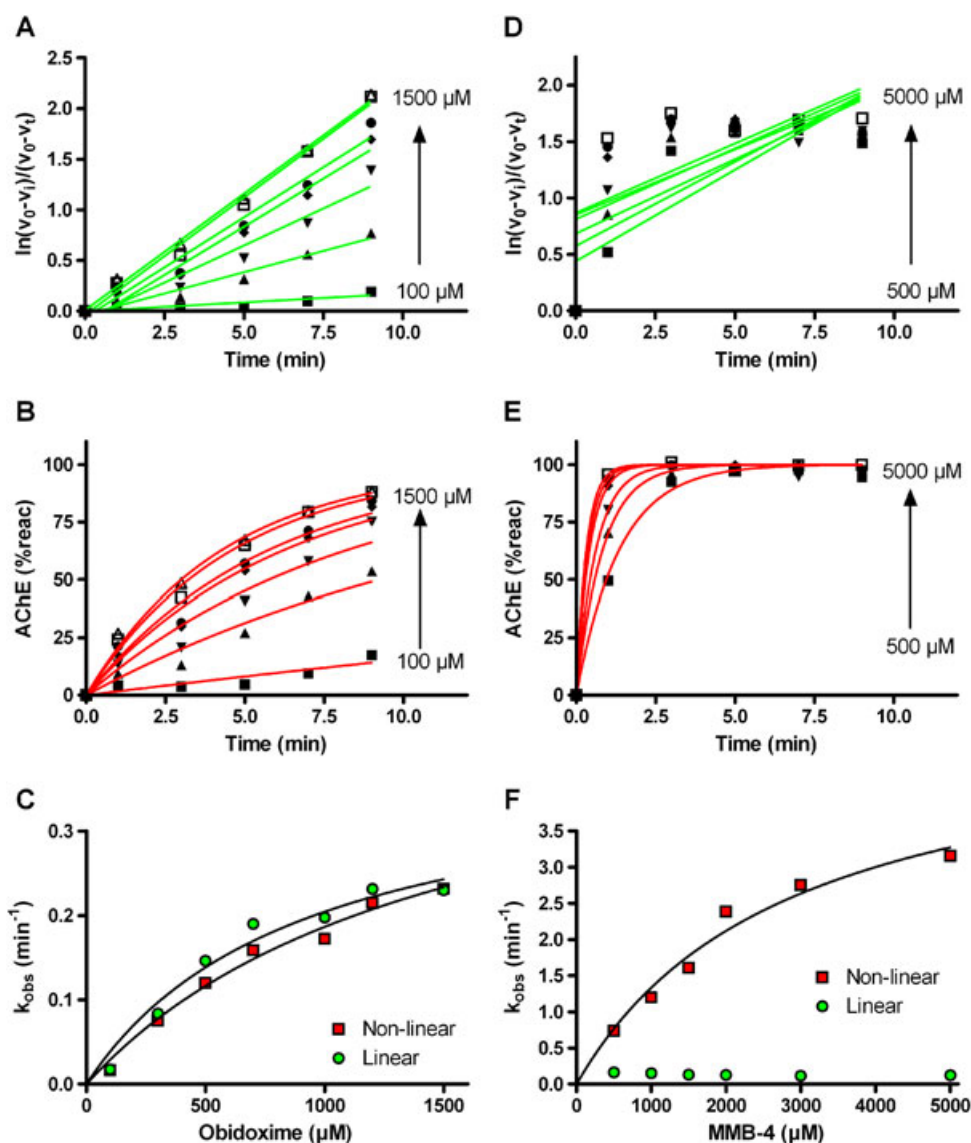 A
ln(v₀-vᵢ)/(v₀-vₜ)
2.5
2.0
1.5
1.0
0.5
0.0
1500 µM
100 µM
0.0 2.5 5.0 7.5 10.0
Time (min)
D
ln(v₀-vᵢ)/(v₀-vₜ)
2.0
1.5
1.0
0.5
0.0
5000 µM
500 µM
0.0 2.5 5.0 7.5 10.0
Time (min)
B
AChE (%reac)
100
75
50
25
0
1500 µM
100 µM
0.0 2.5 5.0 7.5 10.0
Time (min)
E
AChE (%reac)
100
75
50
25
0
5000 µM
500 µM
0.0 2.5 5.0 7.5 10.0
Time (min)
C
kobs (min⁻¹)
0.3
0.2
0.1
0.0
Non-linear
Linear
0 500 1000 1500
Obidoxime (µM)
F
kobs (min⁻¹)
3.5
3.0
2.5
2.0
1.5
1.0
0.5
0.0
Non-linear
Linear
0 1000 2000 3000 4000 5000
MMB-4 (µM)